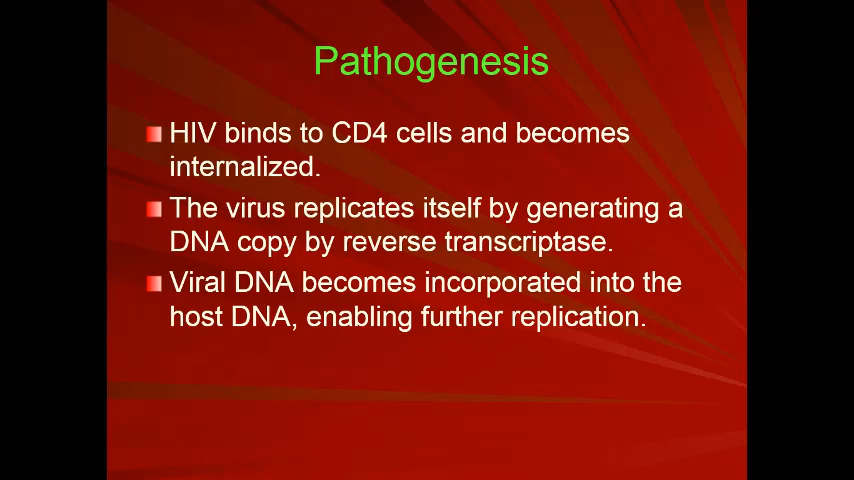 Pathogenesis
HIV binds to CD4 cells and becomes
internalized.
The virus replicates itself by generating a
DNA copy by reverse transcriptase.
Viral DNA becomes incorporated into the
host DNA, enabling further replication.